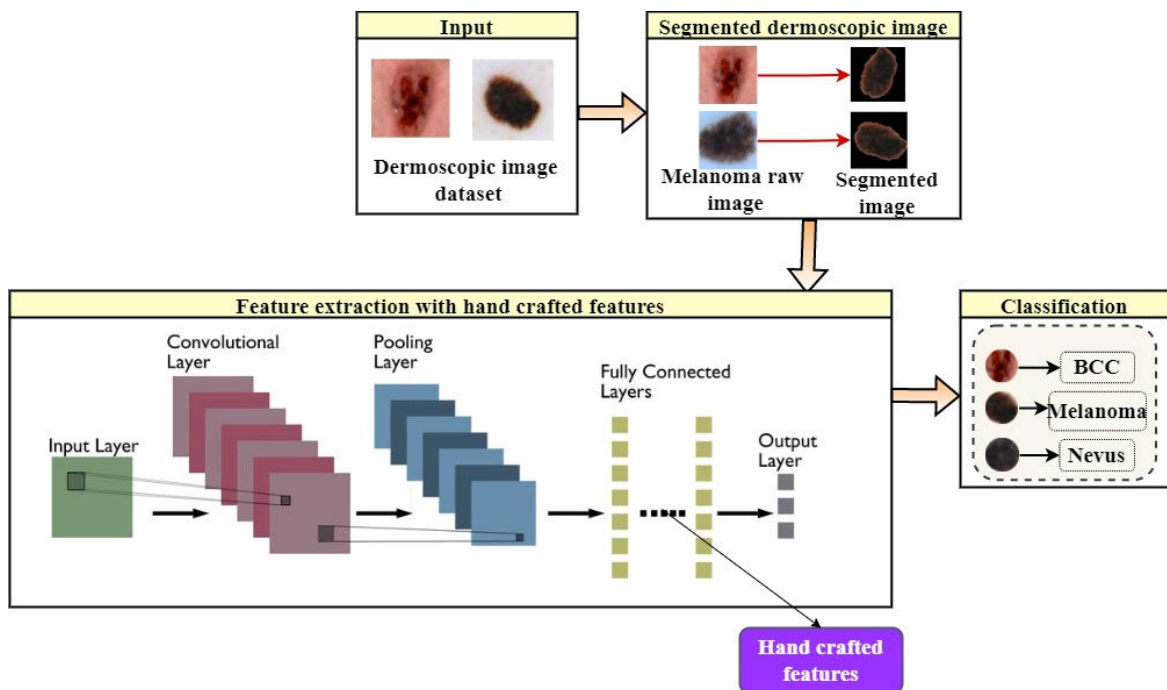 Input
Dermoscopic image
dataset
Segmented dermoscopic image
Melanoma raw
image
Segmented
image
Feature extraction with hand crafted features
Convolutional
Layer
Pooling
Layer
Fully Connected
Layers
Input Layer
Output
Layer
Hand crafted
features
Classification
BCC
Melanoma
Nevus